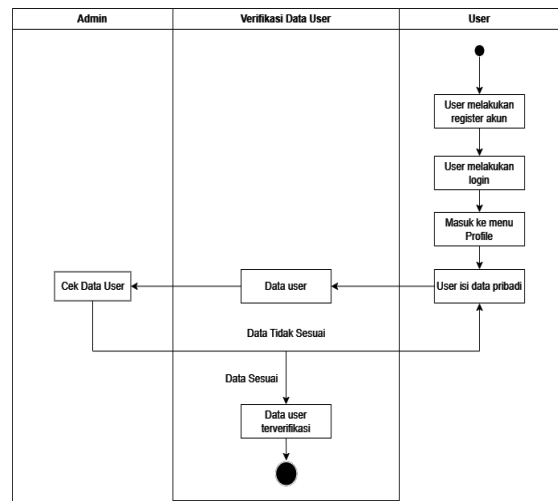 Admin
Verifikasi Data User
User
User melakukan
register akun
User melakukan
login
Masuk ke menu
Profile
Cek Data User
Data user
User isi data pribadi
Data Tidak Sesuai
Data Sesuai
Data user
terverifikasi